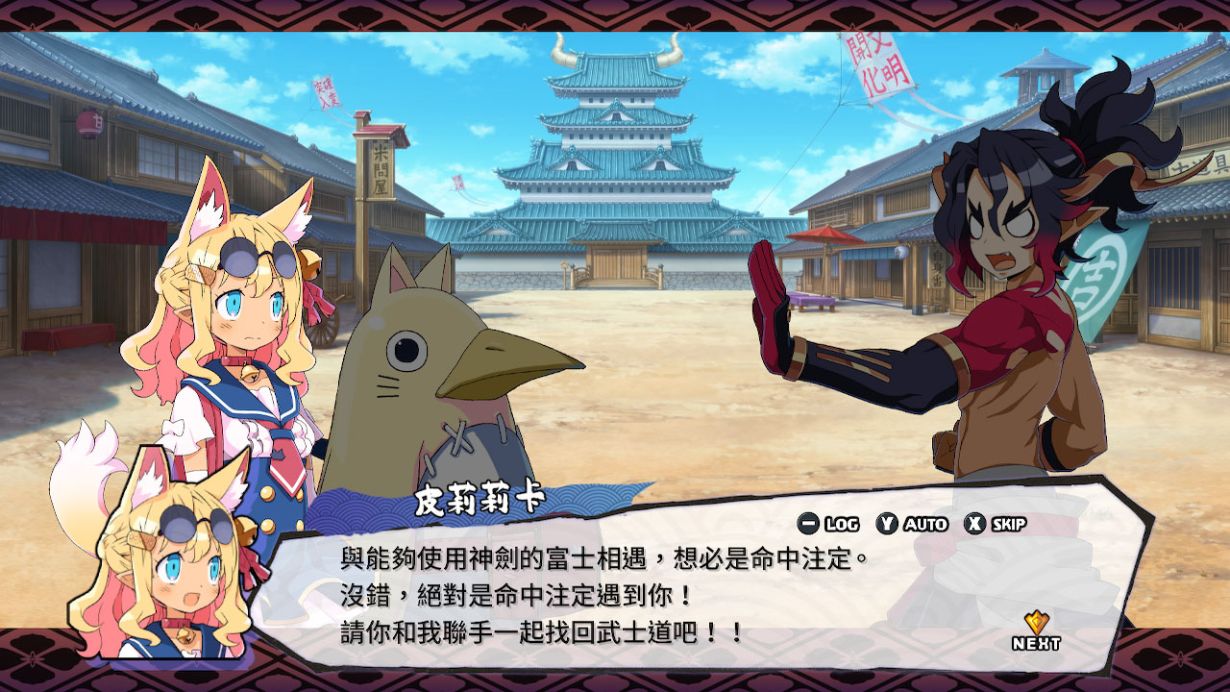 文明
開化
米問屋
皮莉莉卡
LOG Y AUTO X SKIP
與能夠使用神劍的富士相遇，想必是命中注定。
沒錯，絕對是命中注定遇到你！
請你和我聯手一起找回武士道吧！！
NEXT